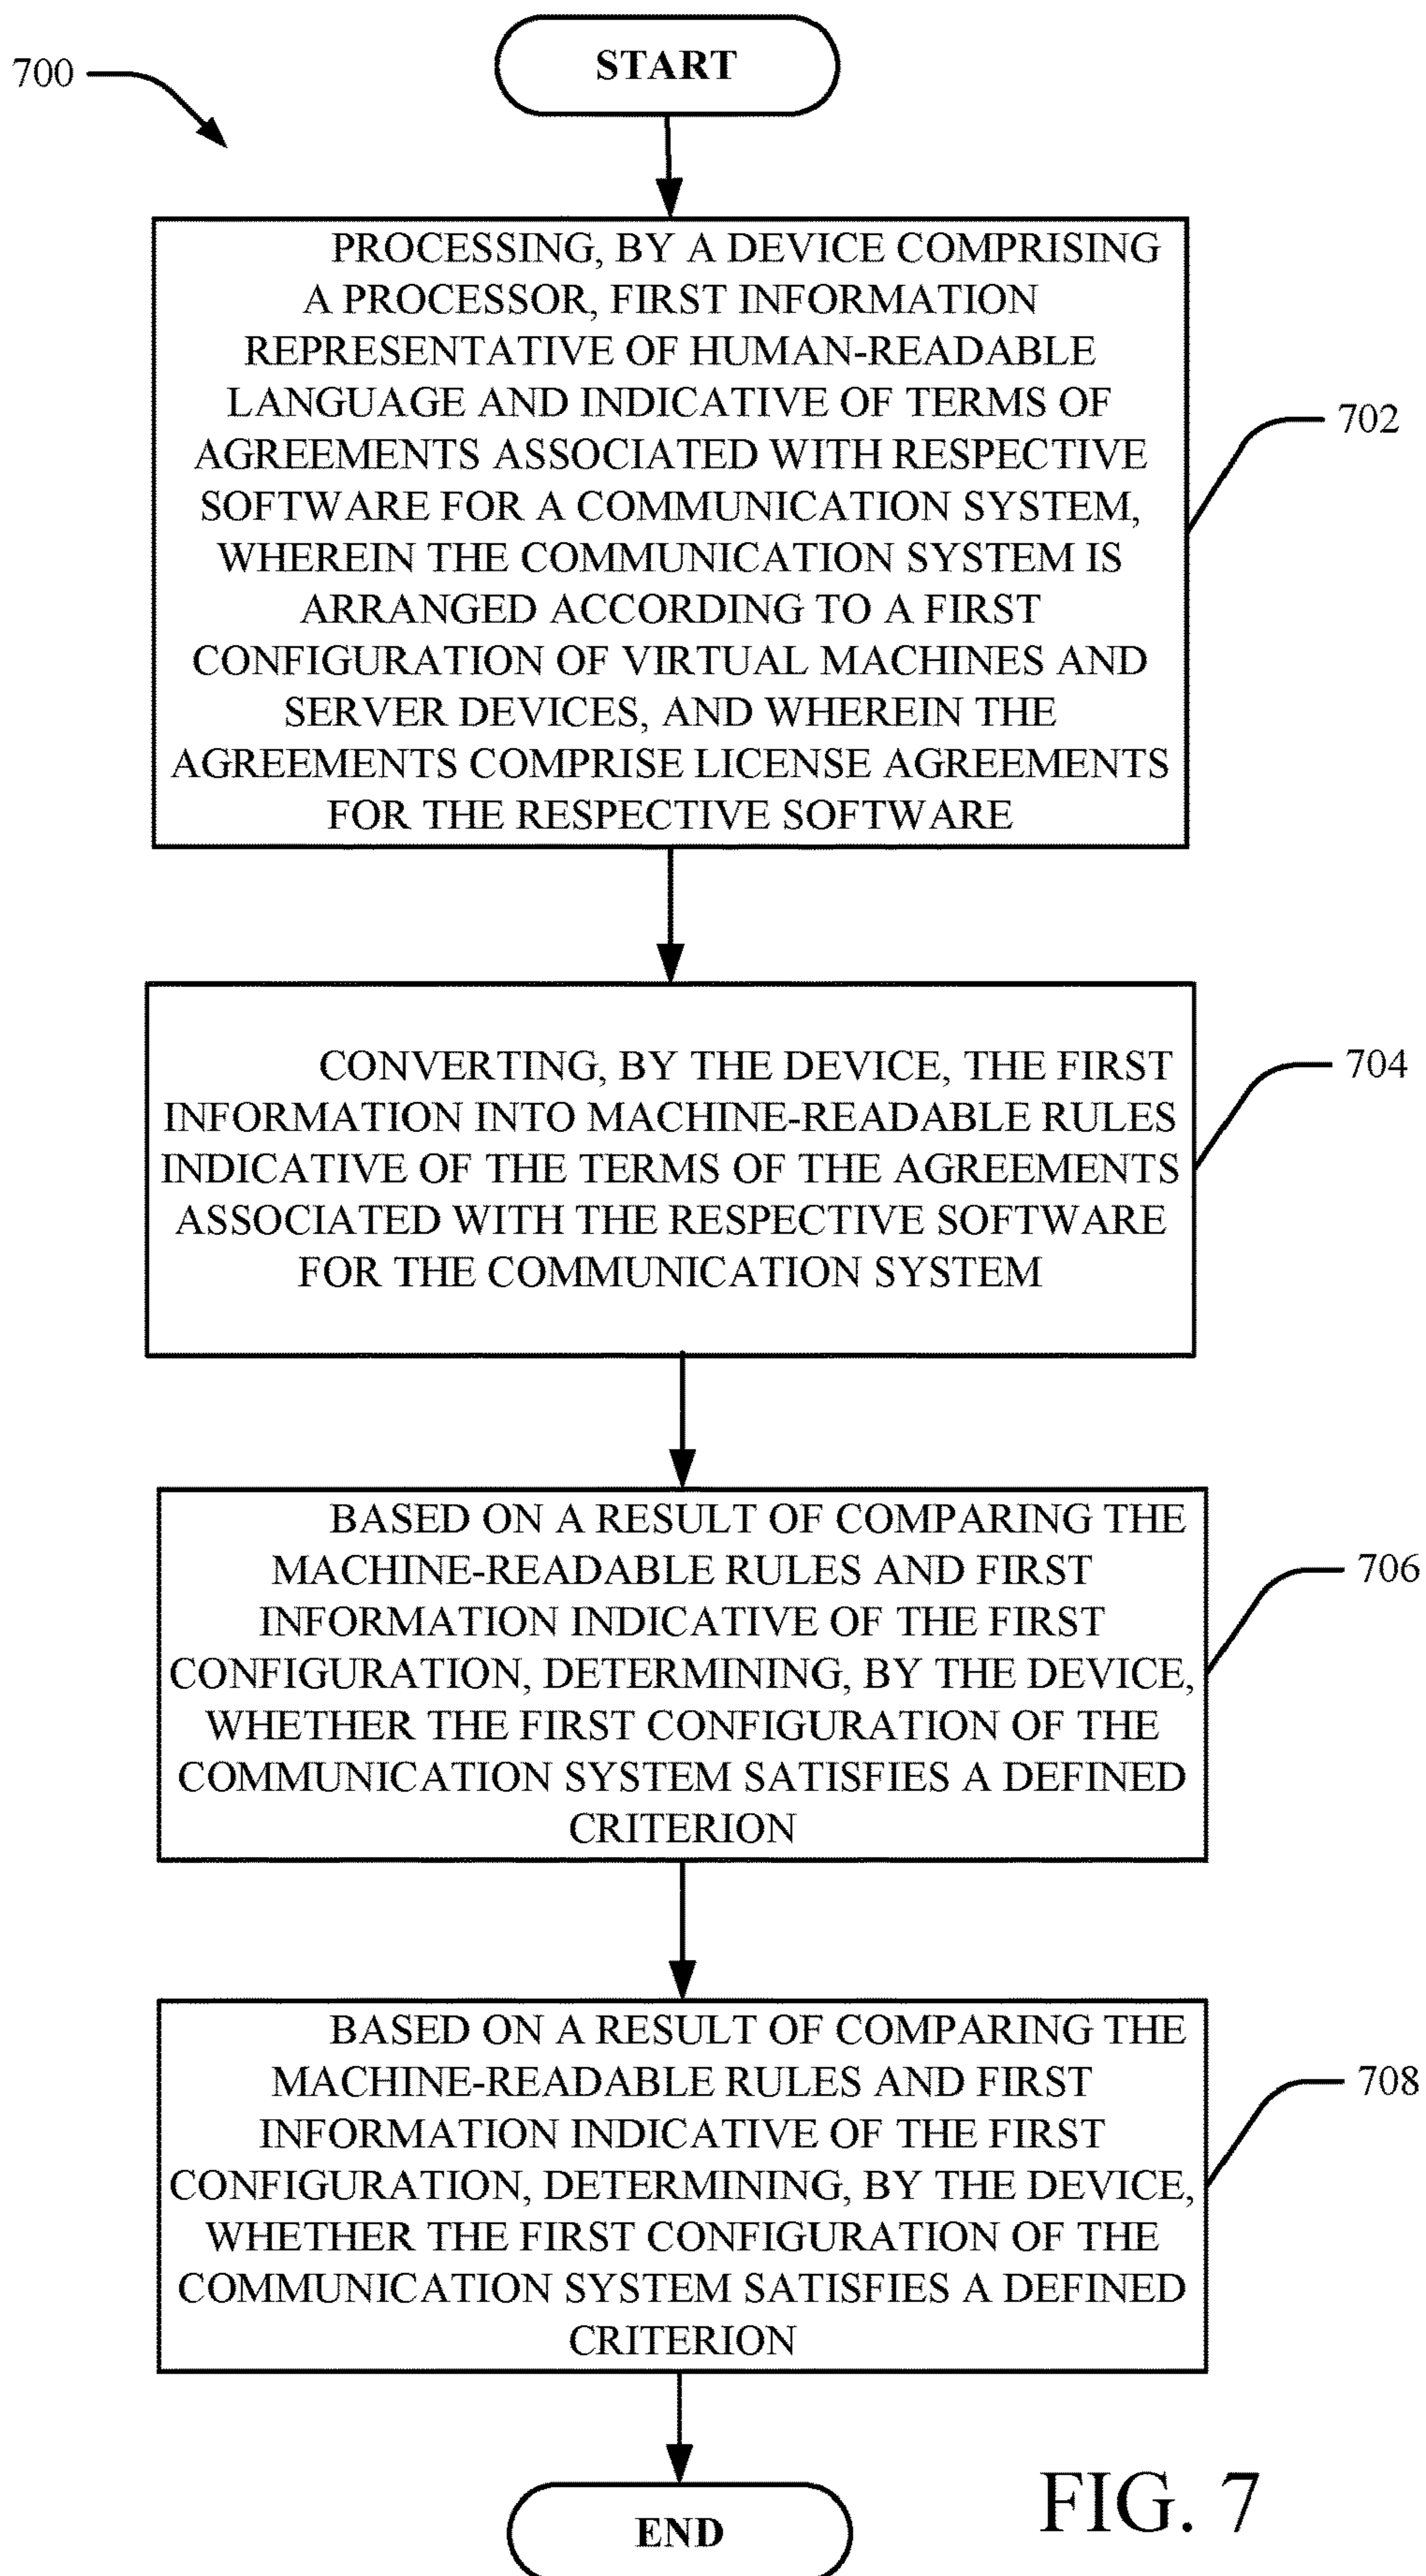 START
700
PROCESSING, BY A DEVICE COMPRISING
A PROCESSOR, FIRST INFORMATION
REPRESENTATIVE OF HUMAN-READABLE
LANGUAGE AND INDICATIVE OF TERMS OF
AGREEMENTS ASSOCIATED WITH RESPECTIVE
SOFTWARE FOR A COMMUNICATION SYSTEM,
WHEREIN THE COMMUNICATION SYSTEM IS
ARRANGED ACCORDING TO A FIRST
CONFIGURATION OF VIRTUAL MACHINES AND
SERVER DEVICES, AND WHEREIN THE
AGREEMENTS COMPRISE LICENSE AGREEMENTS
FOR THE RESPECTIVE SOFTWARE
702
CONVERTING, BY THE DEVICE, THE FIRST
INFORMATION INTO MACHINE-READABLE RULES
INDICATIVE OF THE TERMS OF THE AGREEMENTS
ASSOCIATED WITH THE RESPECTIVE SOFTWARE
FOR THE COMMUNICATION SYSTEM
704
BASED ON A RESULT OF COMPARING THE
MACHINE-READABLE RULES AND FIRST
INFORMATION INDICATIVE OF THE FIRST
CONFIGURATION, DETERMINING, BY THE DEVICE,
WHETHER THE FIRST CONFIGURATION OF THE
COMMUNICATION SYSTEM SATISFIES A DEFINED
CRITERION
706
BASED ON A RESULT OF COMPARING THE
MACHINE-READABLE RULES AND FIRST
INFORMATION INDICATIVE OF THE FIRST
CONFIGURATION, DETERMINING, BY THE DEVICE,
WHETHER THE FIRST CONFIGURATION OF THE
COMMUNICATION SYSTEM SATISFIES A DEFINED
CRITERION
708
END
FIG. 7